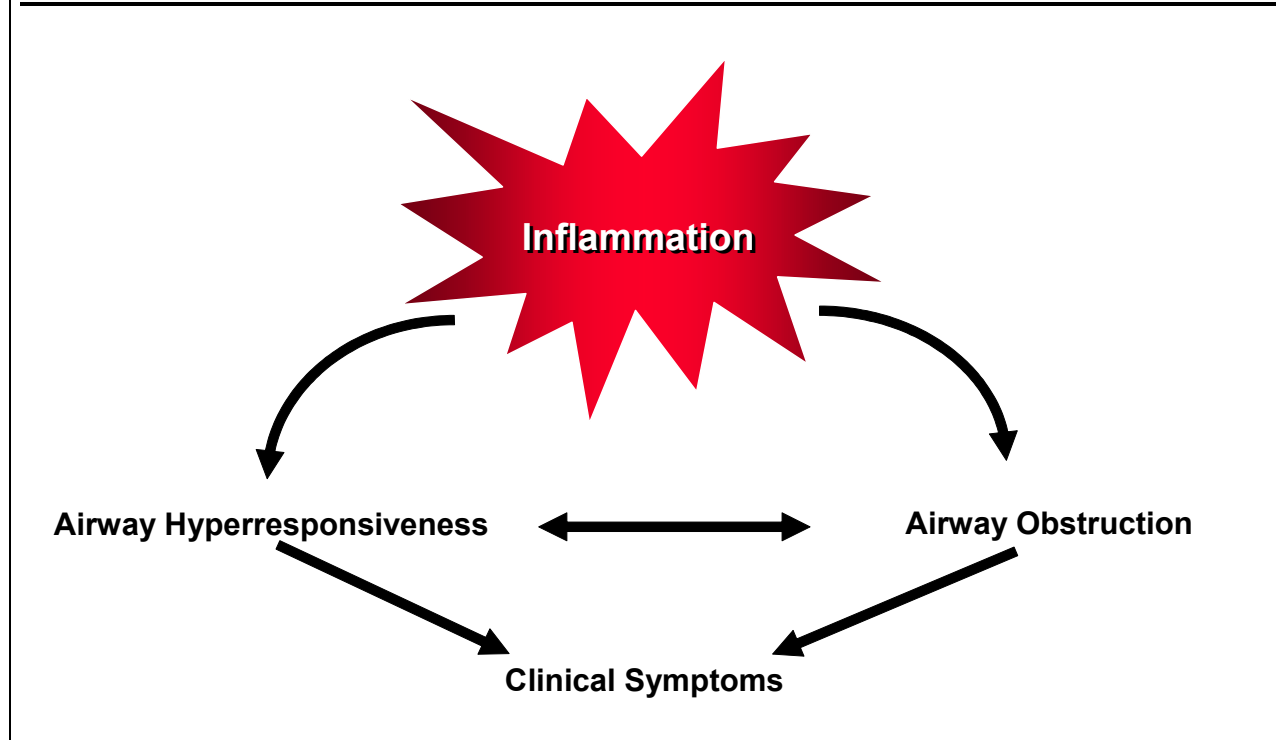 Inflammation
Airway Hyperresponsiveness
Airway Obstruction
Clinical Symptoms